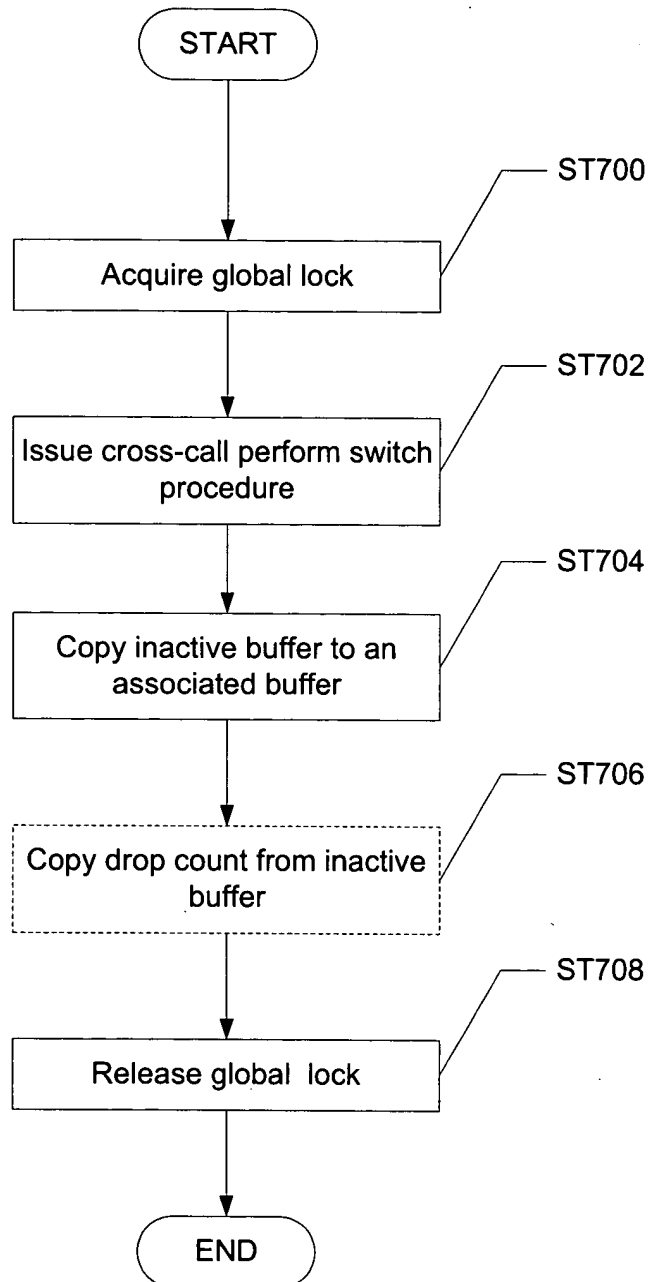 START
ST700
Acquire global lock
ST702
Issue cross-call perform switch
procedure
ST704
Copy inactive buffer to an
associated buffer
ST706
Copy drop count from inactive
buffer
ST708
Release global lock
END